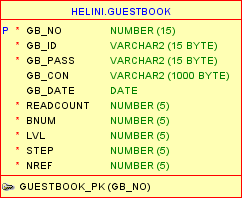 HELINI.GUESTBOOK
P * GB_NO NUMBER (15)
* GB_ID VARCHAR2 (15 BYTE)
* GB_PASS VARCHAR2 (15 BYTE)
GB_CON VARCHAR2 (1000 BYTE)
GB_DATE DATE
* READCOUNT NUMBER (5)
* BNUM NUMBER (5)
* LVL NUMBER (5)
* STEP NUMBER (5)
* NREF NUMBER (5)
GUESTBOOK_PK (GB_NO)